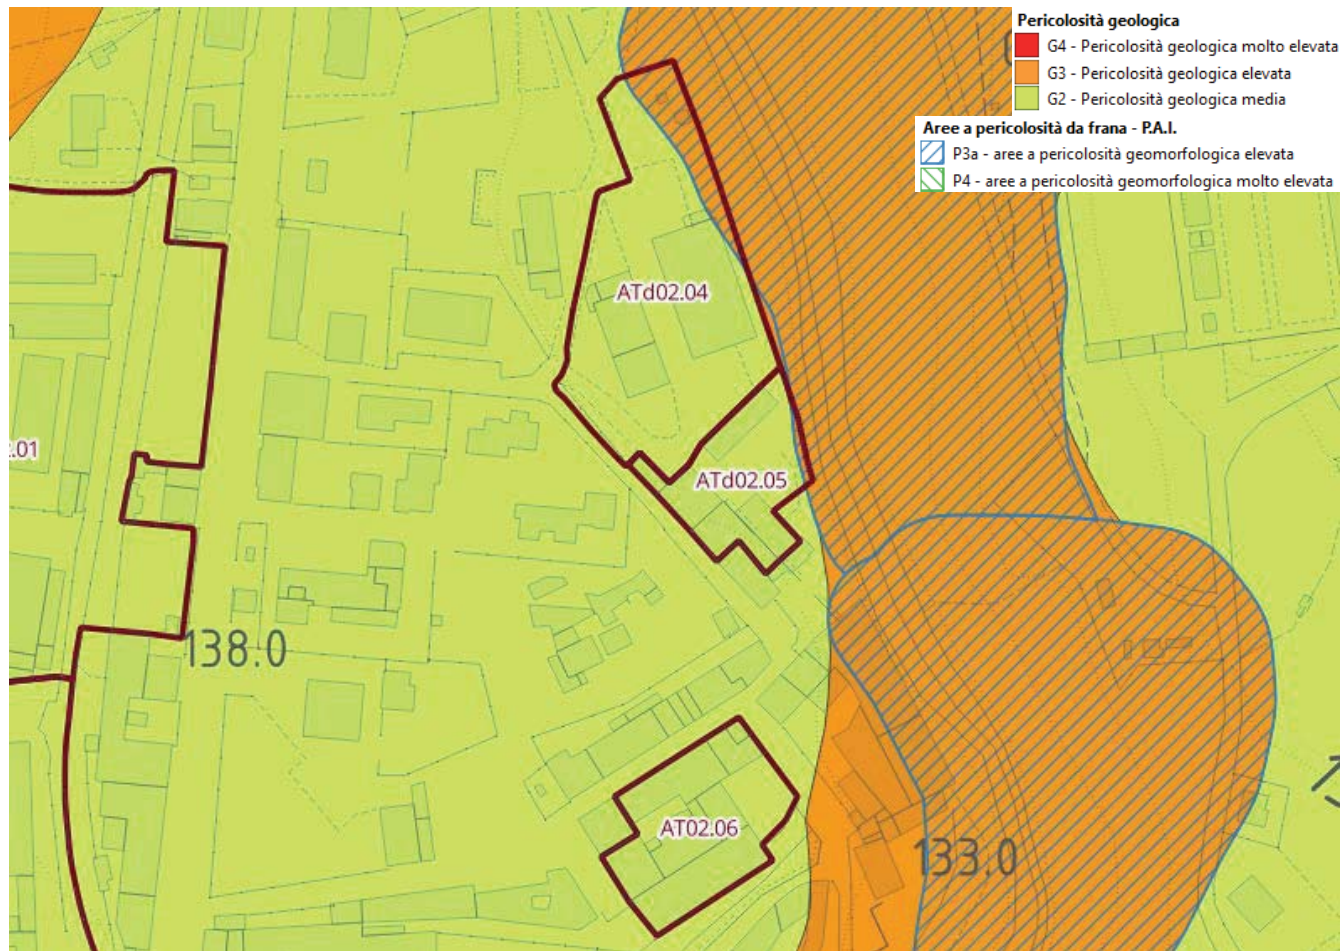 Pericolosità geologica
G4 - Pericolosità geologica molto elevata
G3 - Pericolosità geologica elevata
G2 - Pericolosità geologica media
Aree a pericolosità da frana - P.A.I.
P3a - aree a pericolosità geomorfologica elevata
P4 - aree a pericolosità geomorfologica molto elevata
ATd02.04
.01
ATd02.05
138.0
AT02.06
133.0